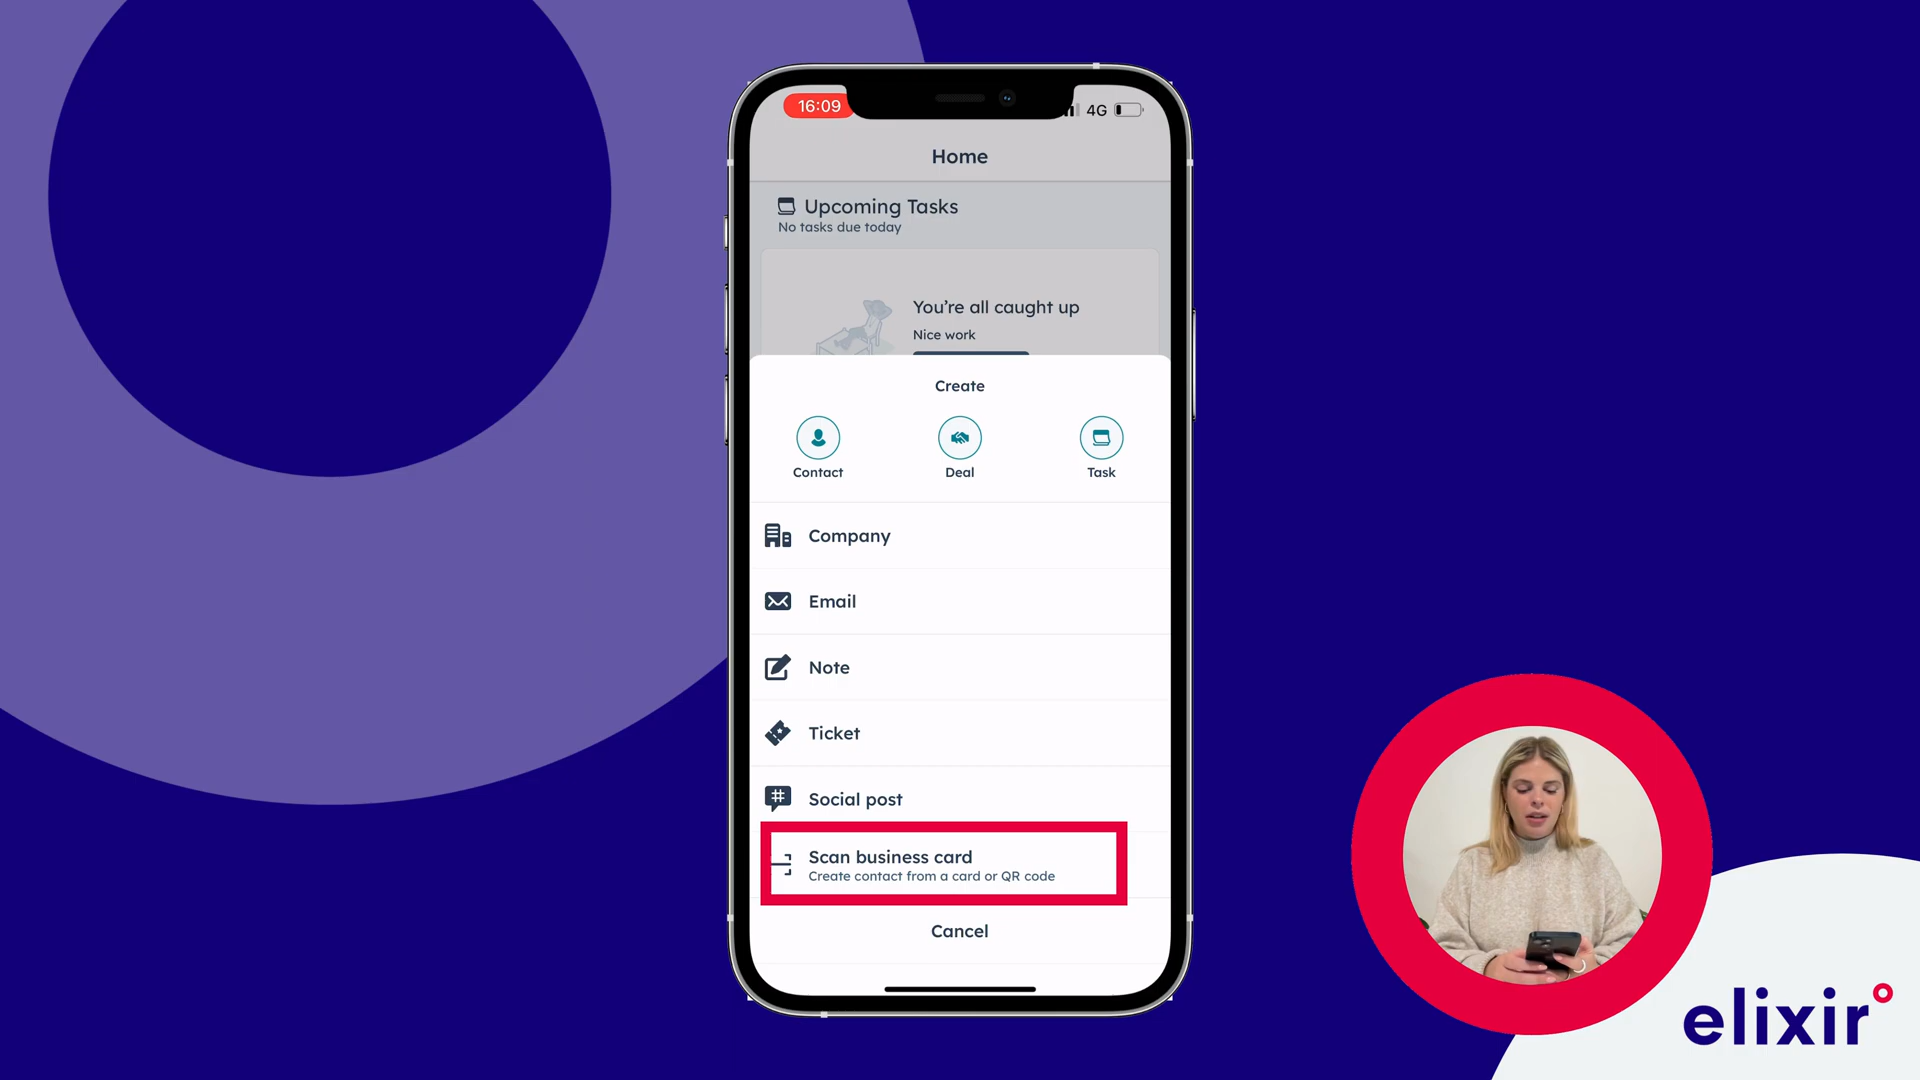 16:09
4G
Home
Upcoming Tasks
No tasks due today
You’re all caught up
Nice work
Create
Contact
Deal
Task
Company
Email
Note
Ticket
Social post
Scan business card
Create contact from a card or QR code
Cancel
elixir